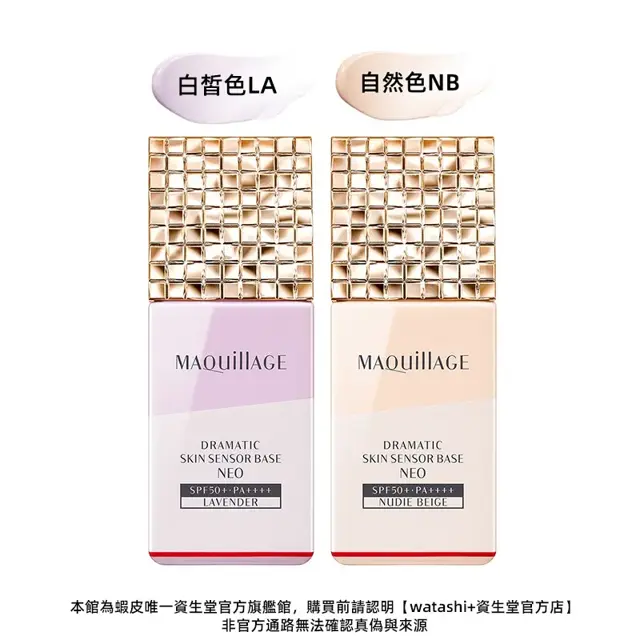 白皙色LA
自然色NB
MAQuillAGE
DRAMATIC
SKIN SENSOR BASE
NEO
SPF50+·PA++++
LAVENDER
MAQuillAGE
DRAMATIC
SKIN SENSOR BASE
NEO
SPF50+·PA++++
NUDIE BEIGE
本館為蝦皮唯一資生堂官方旗艦館，購買前請認明【watashi+資生堂官方店】
非官方通路無法確認真偽與來源